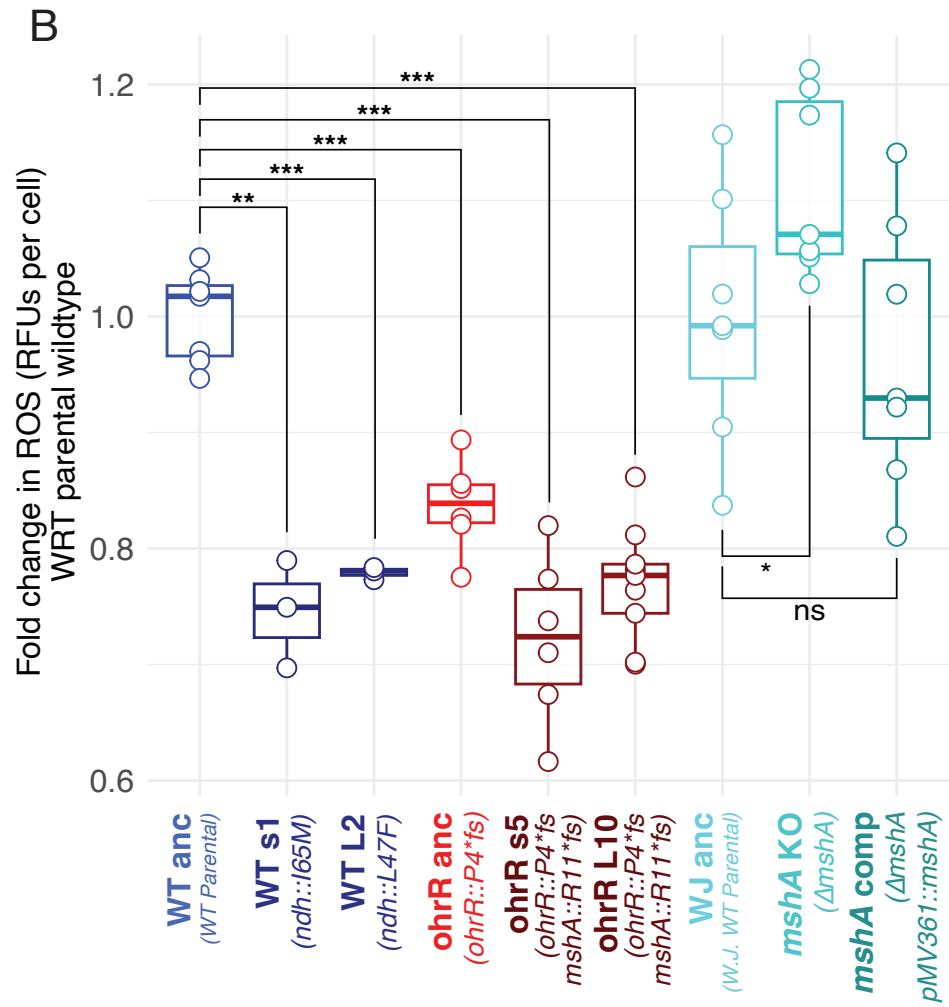 B
Fold change in ROS (RFUs per cell)
WRT parental wildtype
1.2
1.0
0.8
0.6
***
***
***
***
**
*
ns
WT anc
(WT Parental)
WT s1
(ndh::I65M)
WT L2
(ndh::L47F)
ohrR anc
(ohrR::P4*fs)
ohrR s5
(ohrR::P4*fs
mshA::R11*fs)
ohrR L10
(ohrR::P4*fs
mshA::R11*fs)
WJ anc
(W.J. WT Parental)
mshA KO
(ΔmshA)
mshA comp
(ΔmshA
pMV361::mshA)